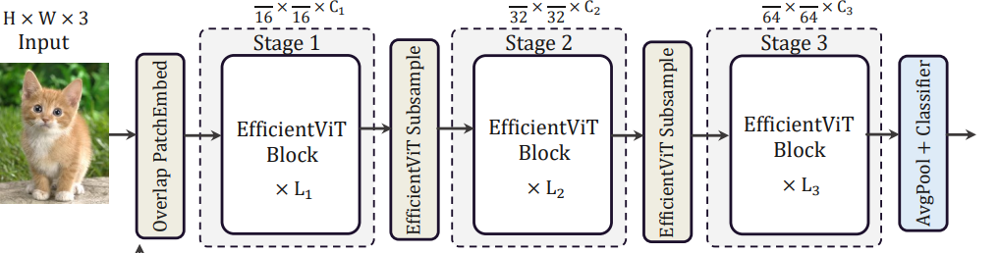 H × W × 3
Input
16 × 16 × C₁
32 × 32 × C₂
64 × 64 × C₃
Overlap PatchEmbed
Stage 1
EfficientViT
Block
× L₁
EfficientViT Subsample
Stage 2
EfficientViT
Block
× L₂
EfficientViT Subsample
Stage 3
EfficientViT
Block
× L₃
AvgPool + Classifier